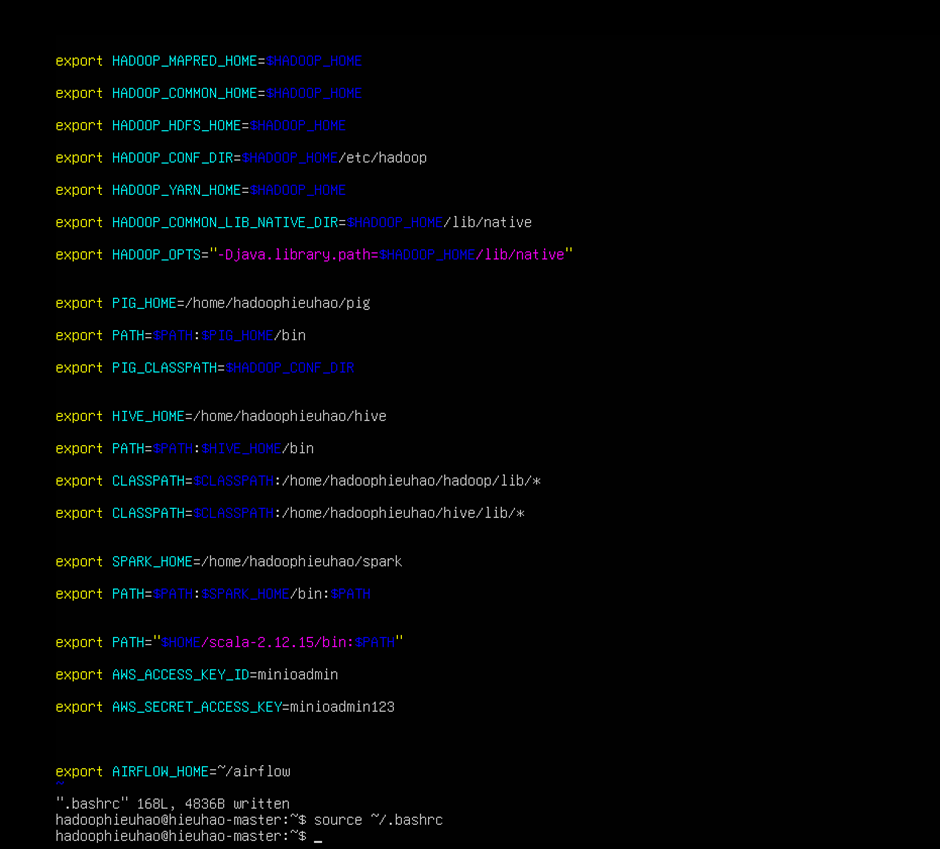 export HADOOP_MAPRED_HOME=$HADOOP_HOME
export HADOOP_COMMON_HOME=$HADOOP_HOME
export HADOOP_HDFS_HOME=$HADOOP_HOME
export HADOOP_CONF_DIR=$HADOOP_HOME/etc/hadoop
export HADOOP_YARN_HOME=$HADOOP_HOME
export HADOOP_COMMON_LIB_NATIVE_DIR=$HADOOP_HOME/lib/native
export HADOOP_OPTS="-Djava.library.path=$HADOOP_HOME/lib/native"
export PIG_HOME=/home/hadoophieuhao/pig
export PATH=$PATH:$PIG_HOME/bin
export PIG_CLASSPATH=$HADOOP_CONF_DIR
export HIVE_HOME=/home/hadoophieuhao/hive
export PATH=$PATH:$HIVE_HOME/bin
export CLASSPATH=$CLASSPATH:/home/hadoophieuhao/hadoop/lib/*
export CLASSPATH=$CLASSPATH:/home/hadoophieuhao/hive/lib/*
export SPARK_HOME=/home/hadoophieuhao/spark
export PATH=$PATH:$SPARK_HOME/bin:$PATH
export PATH="$HOME/scala-2.12.15/bin:$PATH"
export AWS_ACCESS_KEY_ID=minioadmin
export AWS_SECRET_ACCESS_KEY=minioadmin123
export AIRFLOW_HOME=~/airflow
~
".bashrc" 168L, 4836B written
hadoophieuhao@hieuhao-master:~$ source ~/.bashrc
hadoophieuhao@hieuhao-master:~$ _